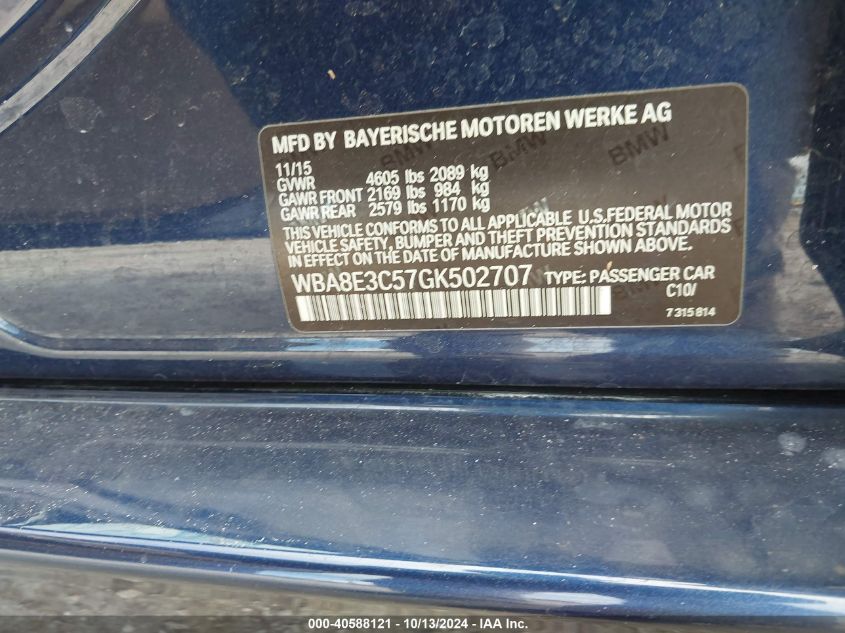 MFD BY BAYERISCHE MOTOREN WERKE AG
11/15
GVWR 4605 lbs 2089 kg
GAWR FRONT 2169 lbs 984 kg
GAWR REAR 2579 lbs 1170 kg
THIS VEHICLE CONFORMS TO ALL APPLICABLE U.S.FEDERAL MOTOR
VEHICLE SAFETY, BUMPER AND THEFT PREVENTION STANDARDS
IN EFFECT ON THE DATE OF MANUFACTURE SHOWN ABOVE.
WBA8E3C57GK502707 TYPE: PASSENGER CAR
C10/
7 315 814
BMW BMW BMW
000-40588121 - 10/13/2024 - IAA Inc.